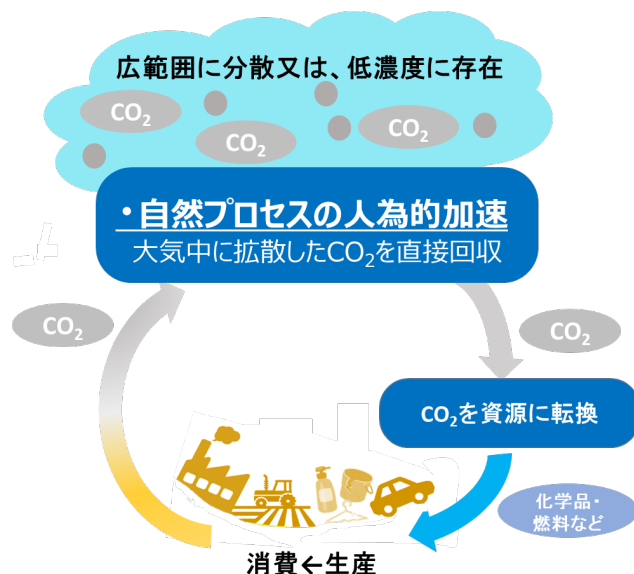 広範囲に分散又は、低濃度に存在
CO₂
CO₂
CO₂
・自然プロセスの人為的加速
大気中に拡散したCO₂を直接回収
CO₂
CO₂
CO₂を資源に転換
化学品・
燃料など
消費←生産